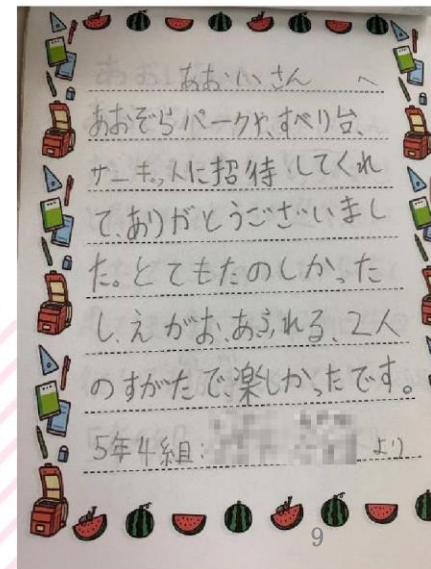 あおいさん へ
あおぞらパークや、すべり台、
サーキットに招待してくれ
て、ありがとうございまし
た。とてもたのしかった
し、えがお、あふれる、2人
のすがたで、楽しかったです。
5年4組: より
9